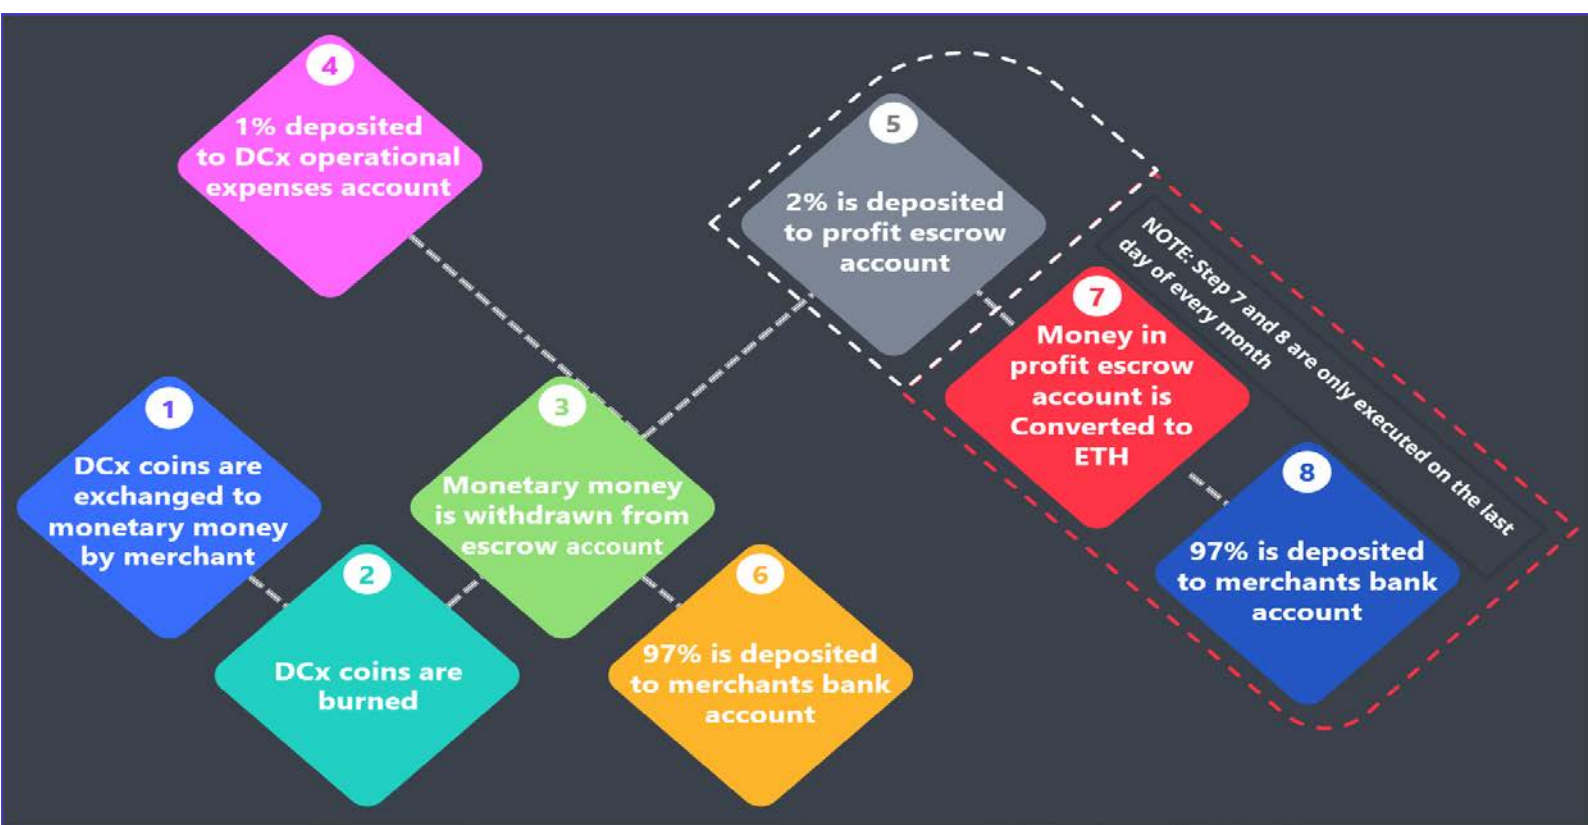 1
DCx coins are
exchanged to
monetary money
by merchant
2
DCx coins are
burned
3
Monetary money
is withdrawn from
escrow account
4
1% deposited
to DCx operational
expenses account
5
2% is deposited
to profit escrow
account
6
97% is deposited
to merchants bank
account
7
Money in
profit escrow
account is
Converted to
ETH
8
97% is deposited
to merchants bank
account
NOTE: Step 7 and 8 are only executed on the last
day of every month